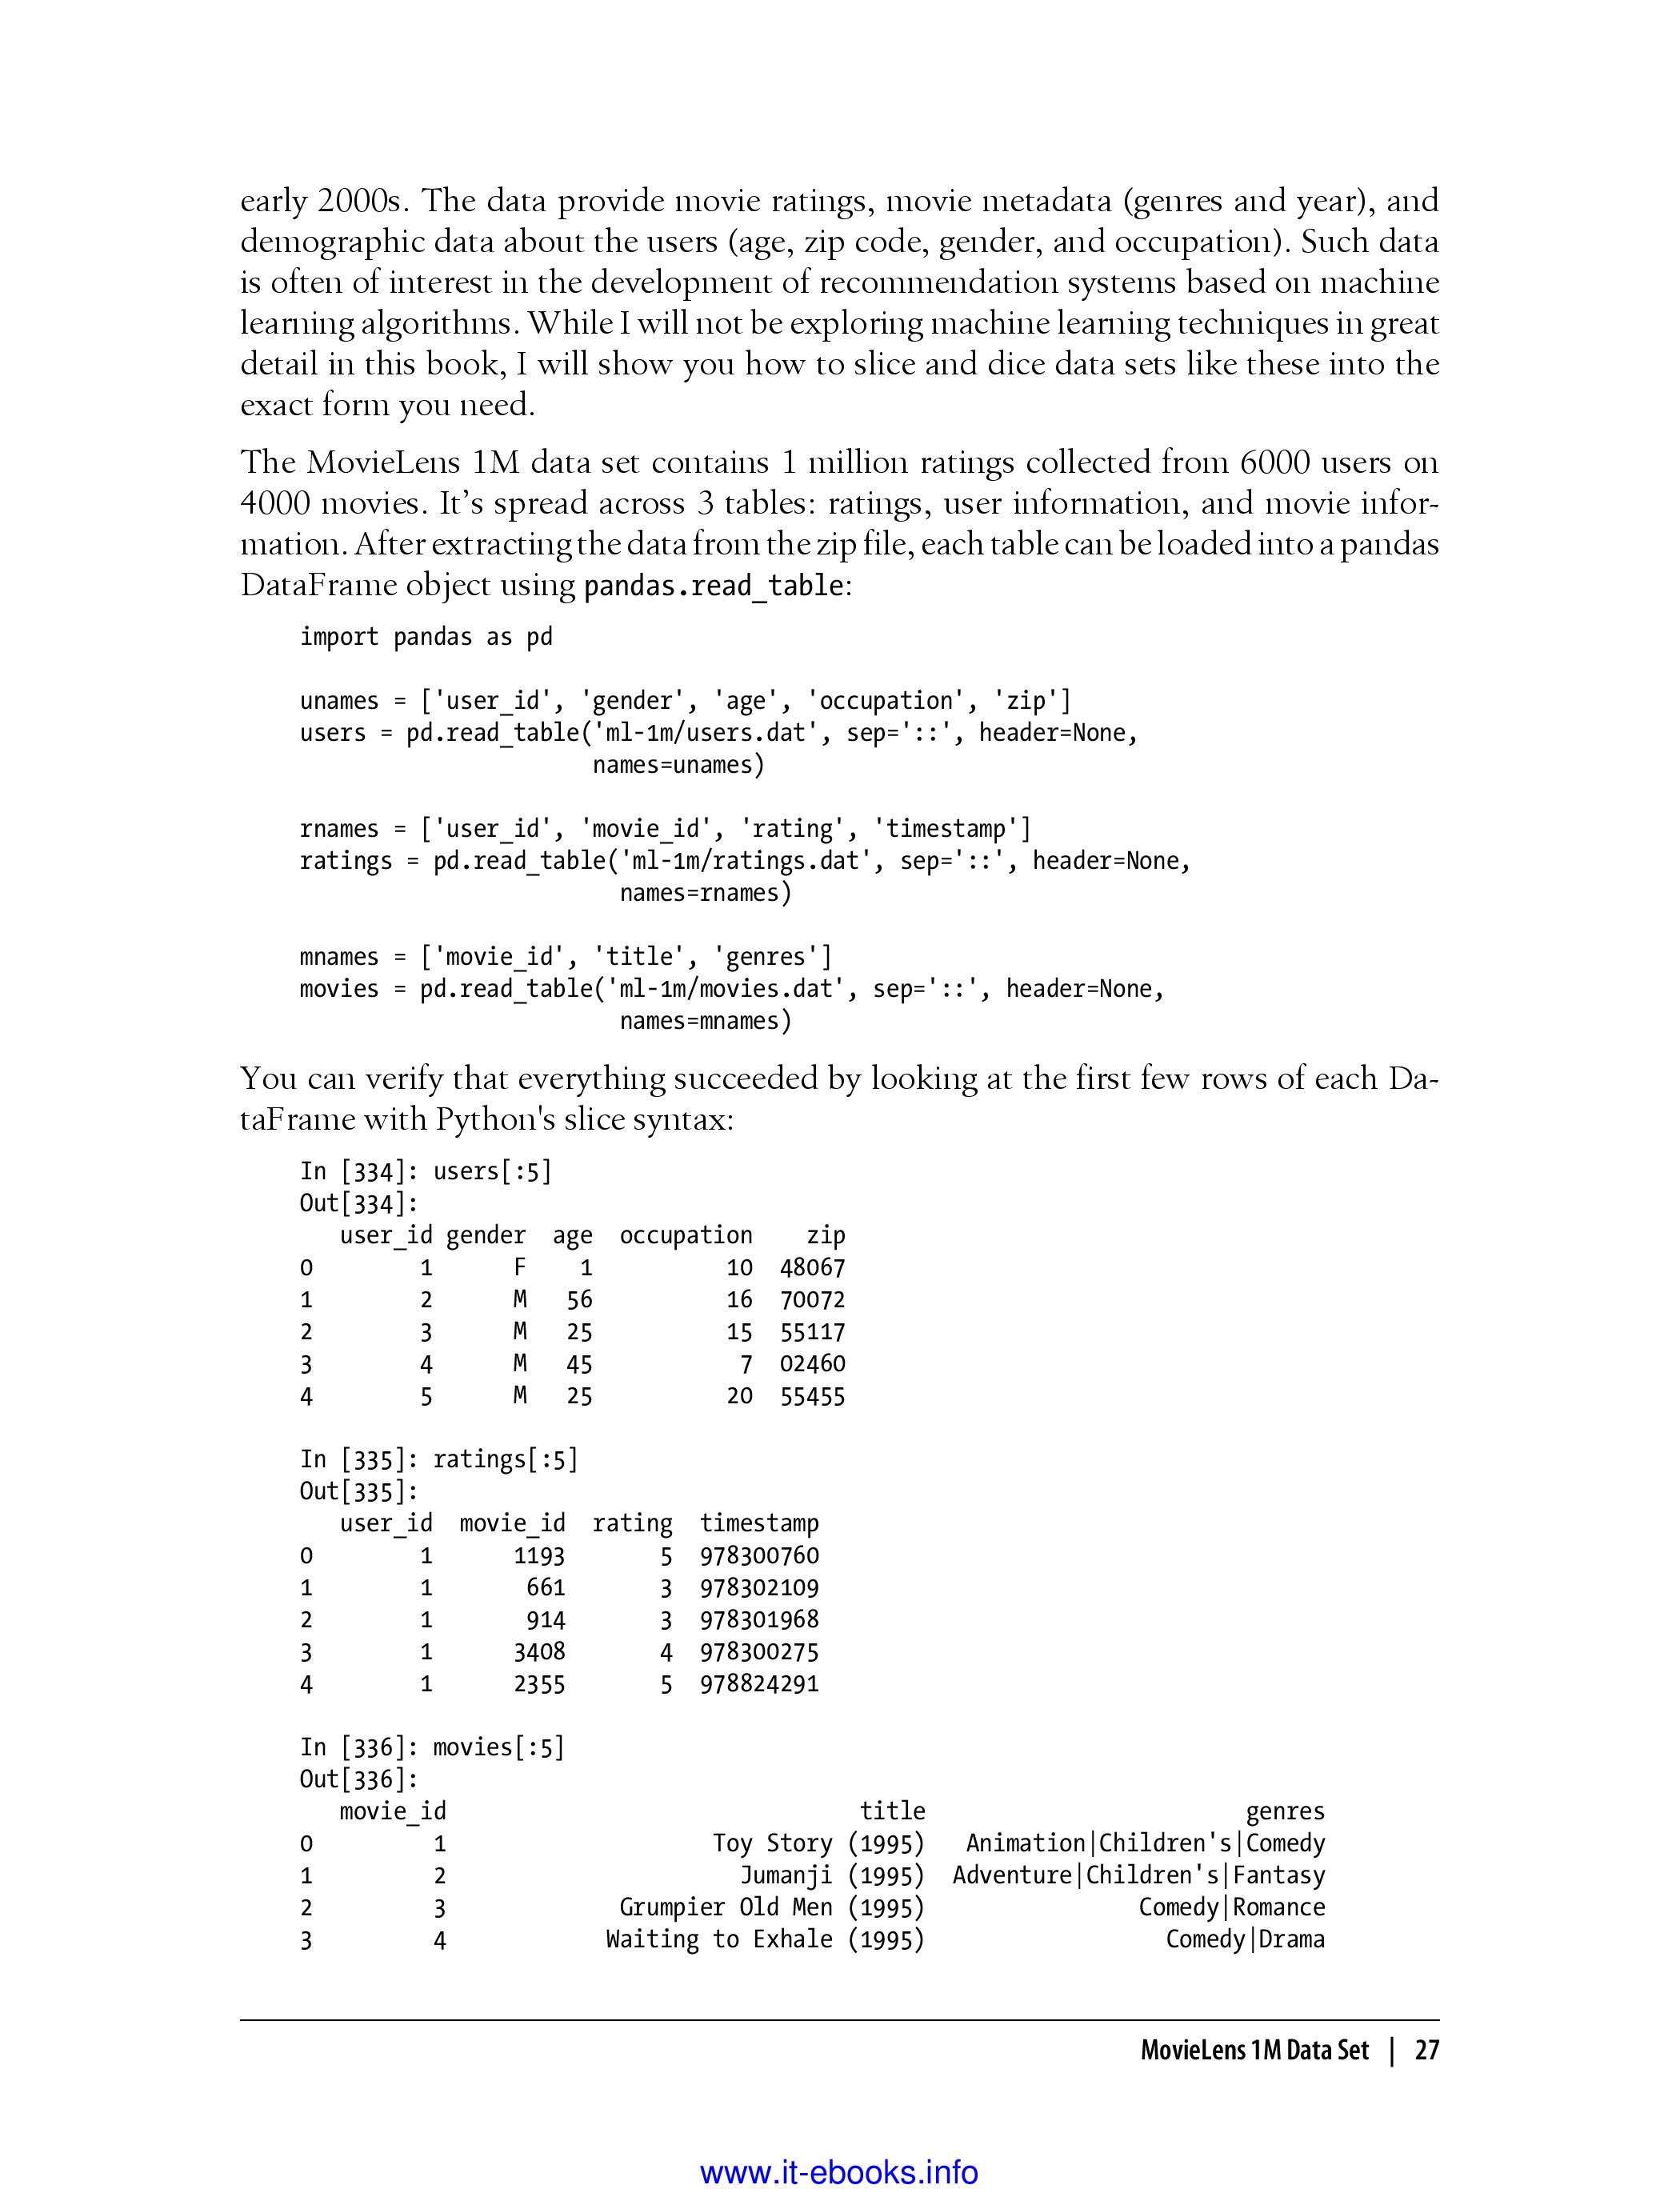 early 2000s. The data provide movie ratings, movie metadata (genres and year), and
demographic data about the users (age, zip code, gender, and occupation). Such data
is often of interest in the development of recommendation systems based on machine
learning algorithms. While I will not be exploring machine learning techniques in great
detail in this book, I will show you how to slice and dice data sets like these into the
exact form you need.
The MovieLens 1M data set contains 1 million ratings collected from 6000 users on
4000 movies. It’s spread across 3 tables: ratings, user information, and movie infor-
mation. After extracting the data from the zip file, each table can be loaded into a pandas
DataFrame object using pandas.read_table:
import pandas as pd
unames = ['user_id', 'gender', 'age', 'occupation', 'zip']
users = pd.read_table('ml-1m/users.dat', sep='::', header=None,
names=unames)
rnames = ['user_id', 'movie_id', 'rating', 'timestamp']
ratings = pd.read_table('ml-1m/ratings.dat', sep='::', header=None,
names=rnames)
mnames = ['movie_id', 'title', 'genres']
movies = pd.read_table('ml-1m/movies.dat', sep='::', header=None,
names=mnames)
You can verify that everything succeeded by looking at the first few rows of each Da-
taFrame with Python's slice syntax:
In [334]: users[:5]
Out[334]:
user_id gender age occupation zip
0 1 F 1 10 48067
1 2 M 56 16 70072
2 3 M 25 15 55117
3 4 M 45 7 02460
4 5 M 25 20 55455
In [335]: ratings[:5]
Out[335]:
user_id movie_id rating timestamp
0 1 1193 5 978300760
1 1 661 3 978302109
2 1 914 3 978301968
3 1 3408 4 978300275
4 1 2355 5 978824291
In [336]: movies[:5]
Out[336]:
movie_id title genres
0 1 Toy Story (1995) Animation|Children's|Comedy
1 2 Jumanji (1995) Adventure|Children's|Fantasy
2 3 Grumpier Old Men (1995) Comedy|Romance
3 4 Waiting to Exhale (1995) Comedy|Drama
MovieLens 1M Data Set | 27
www.it-ebooks.info